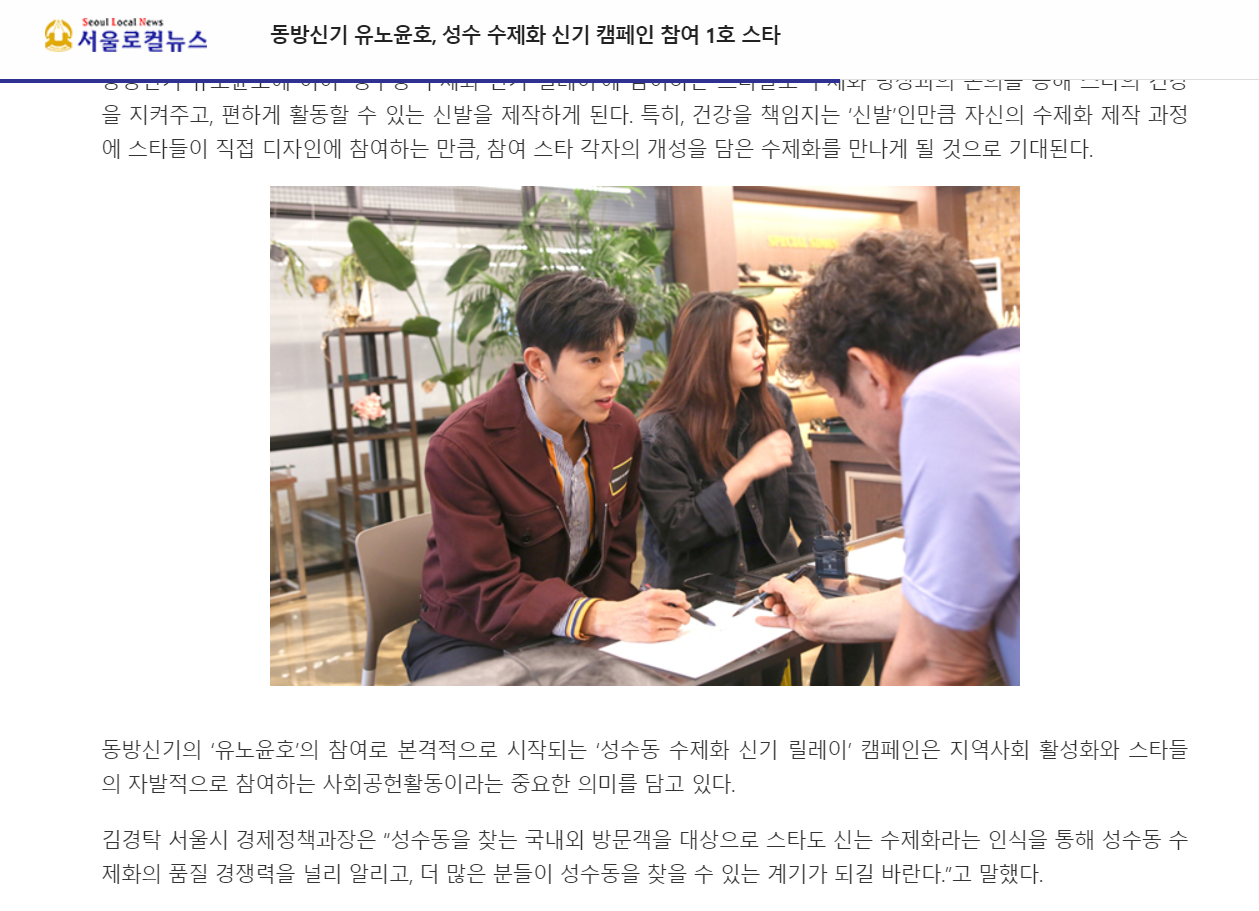 Seoul Local News
서울로컬뉴스
동방신기 유노윤호, 성수 수제화 신기 캠페인 참여 1호 스타
을 지켜주고, 편하게 활동할 수 있는 신발을 제작하게 된다. 특히, 건강을 책임지는 ‘신발’인만큼 자신의 수제화 제작 과정
에 스타들이 직접 디자인에 참여하는 만큼, 참여 스타 각자의 개성을 담은 수제화를 만나게 될 것으로 기대된다.
SPECIAL SHOES
동방신기의 ‘유노윤호’의 참여로 본격적으로 시작되는 ‘성수동 수제화 신기 릴레이’ 캠페인은 지역사회 활성화와 스타들
의 자발적으로 참여하는 사회공헌활동이라는 중요한 의미를 담고 있다.
김경탁 서울시 경제정책과장은 “성수동을 찾는 국내외 방문객을 대상으로 스타도 신는 수제화라는 인식을 통해 성수동 수
제화의 품질 경쟁력을 널리 알리고, 더 많은 분들이 성수동을 찾을 수 있는 계기가 되길 바란다.”고 말했다.